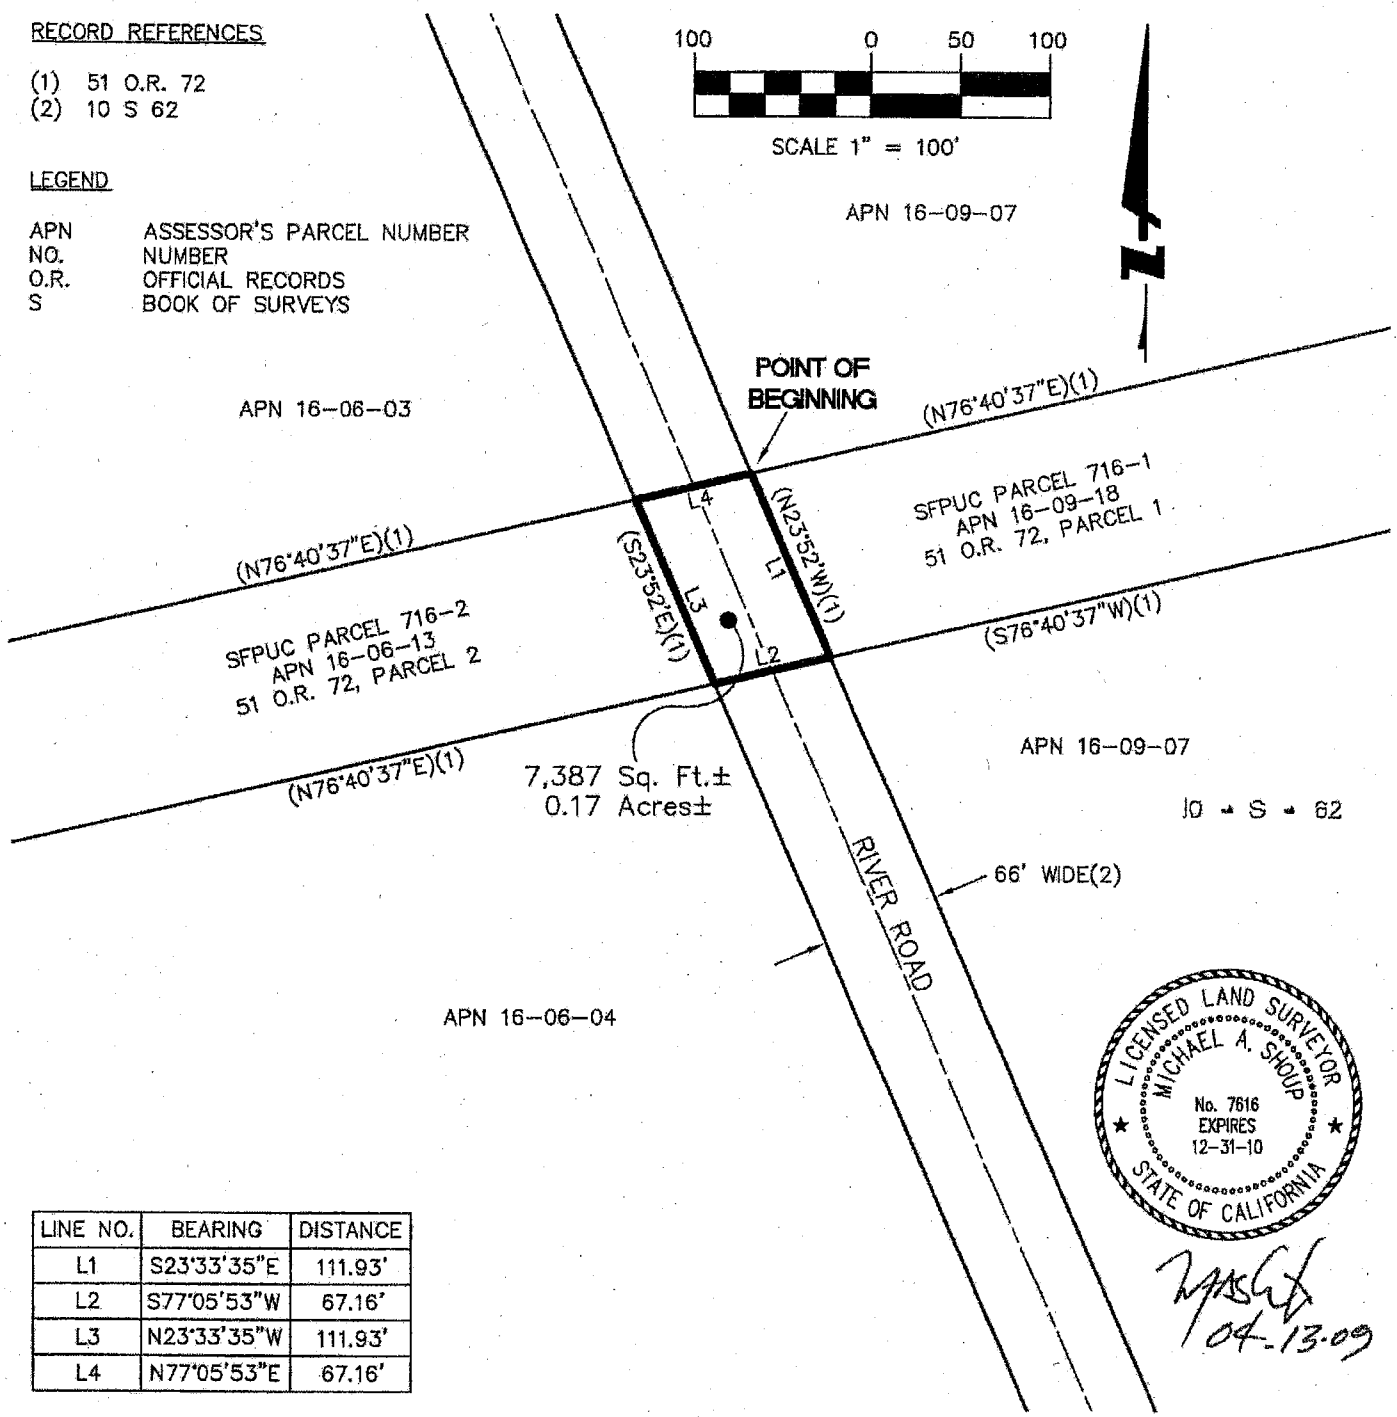 RECORD REFERENCES
(1) 51 O.R. 72
(2) 10 S 62
LEGEND
APN ASSESSOR'S PARCEL NUMBER
NO. NUMBER
O.R. OFFICIAL RECORDS
S BOOK OF SURVEYS
100 0 50 100
SCALE 1" = 100'
N
APN 16-09-07
APN 16-06-03
POINT OF
BEGINNING
(N76°40'37"E)(1)
SFPUC PARCEL 716-1
APN 16-09-18
51 O.R. 72, PARCEL 1
(S76°40'37"W)(1)
L4
(N23°52'W)(1)
L1
(S23°52'E)(1)
L3
L2
(N76°40'37"E)(1)
SFPUC PARCEL 716-2
APN 16-06-13
51 O.R. 72, PARCEL 2
(N76°40'37"E)(1)
7,387 Sq. Ft.±
0.17 Acres±
APN 16-09-07
10 - S - 62
66' WIDE(2)
RIVER ROAD
APN 16-06-04
LICENSED LAND SURVEYOR
MICHAEL A. SHOUP
No. 7616
EXPIRES
12-31-10
STATE OF CALIFORNIA
04-13-09
LINE NO. BEARING DISTANCE
L1 S23°33'35"E 111.93'
L2 S77°05'53"W 67.16'
L3 N23°33'35"W 111.93'
L4 N77°05'53"E 67.16'